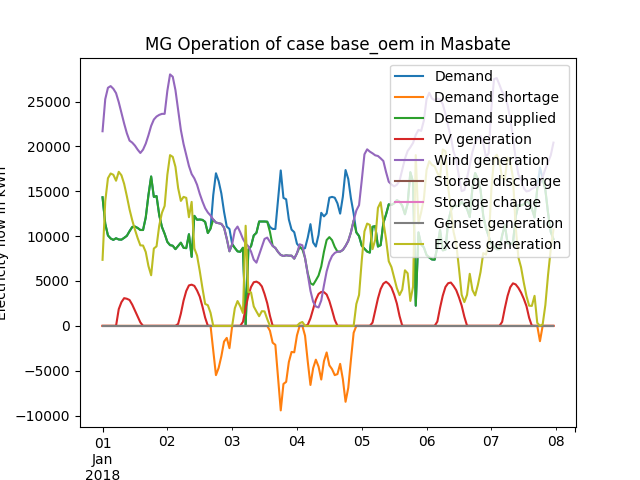 MG Operation of case base_oem in Masbate
Electricity flow in kWh
25000
20000
15000
10000
5000
0
−5000
−10000
Demand
Demand shortage
Demand supplied
PV generation
Wind generation
Storage discharge
Storage charge
Genset generation
Excess generation
01 02 03 04 05 06 07 08
Jan
2018